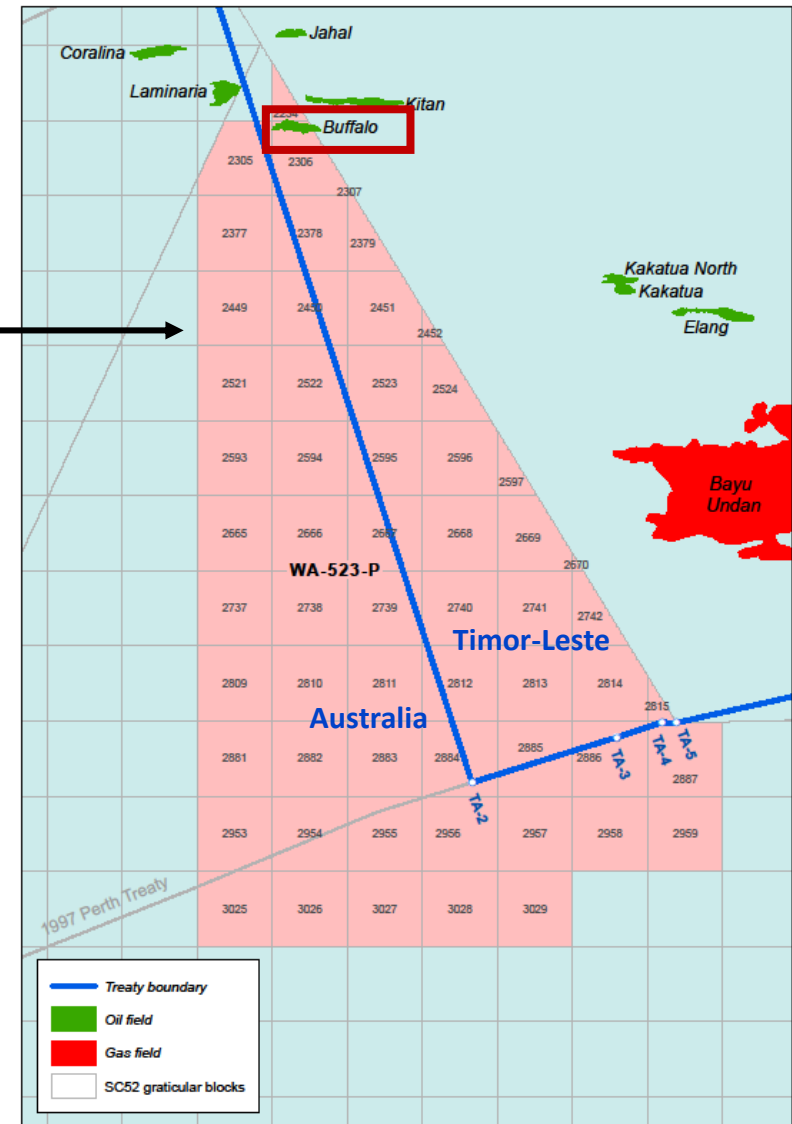 Jahal
Coralina
Laminaria
Kitan
2234
Buffalo
2305
2306
2307
2377
2378
2379
Kakatua North
Kakatua
2449
2450
2451
Elang
2452
2521
2522
2523
2524
2593
2594
2595
2596
2597
Bayu
Undan
2665
2666
2667
2668
2669
2670
WA-523-P
2737
2738
2739
2740
2741
2742
Timor-Leste
2809
2810
2811
2812
2813
2814
2815
Australia
2881
2882
2883
2884
2885
2886
2887
TA-5
TA-4
TA-3
TA-2
2953
2954
2955
2956
2957
2958
2959
1997 Perth Treaty
3025
3026
3027
3028
3029
Treaty boundary
Oil field
Gas field
SC52 graticular blocks